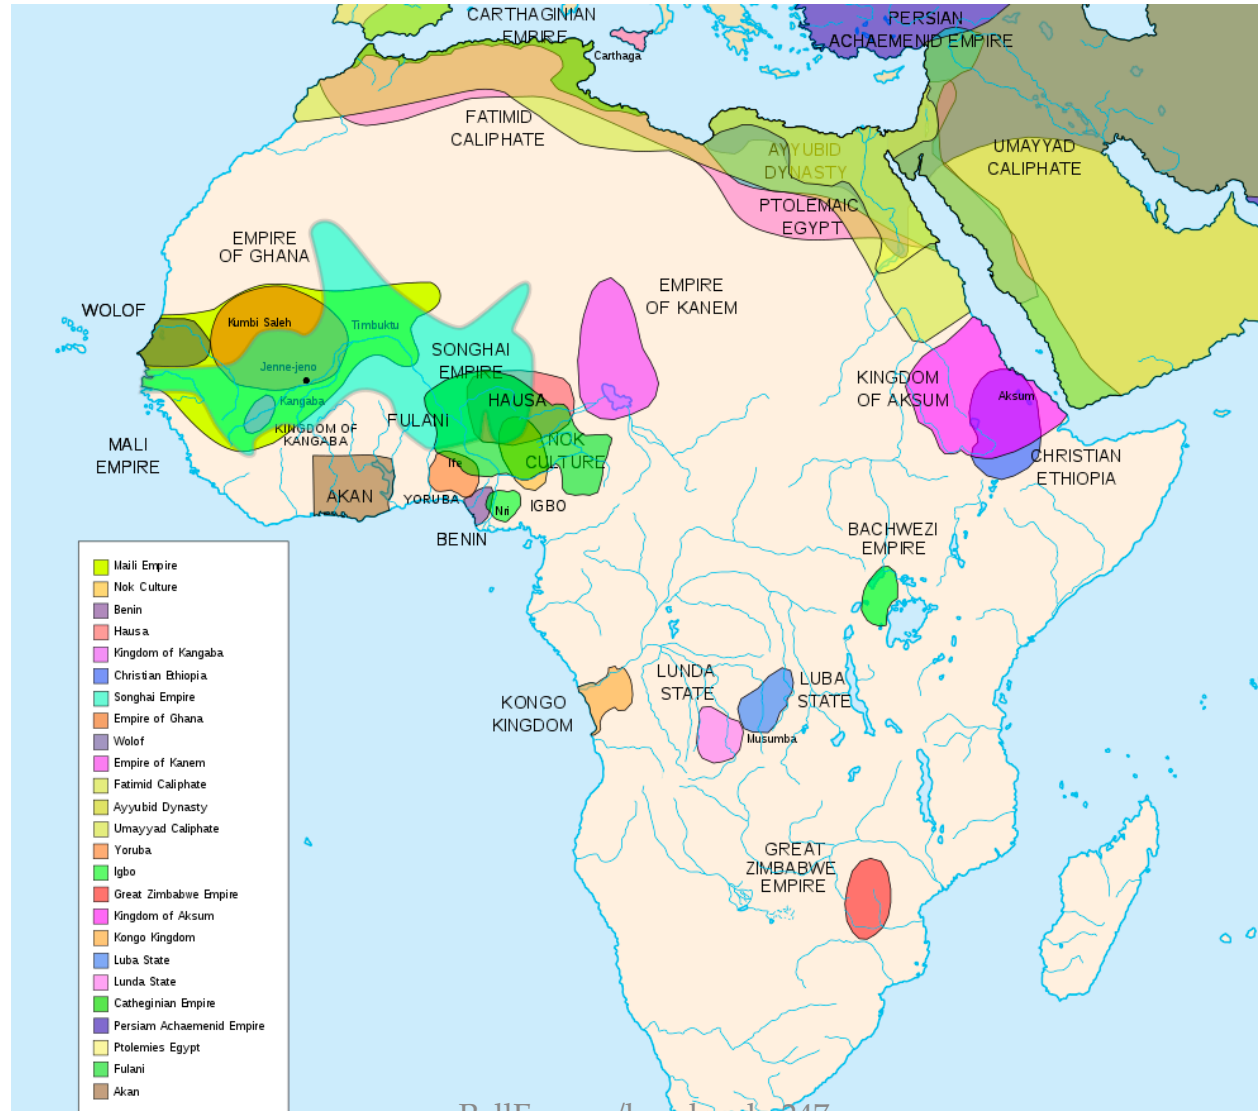 CARTHAGINIAN
EMPIRE
Carthaga
PERSIAN
ACHAEMENID EMPIRE
FATIMID
CALIPHATE
AYYUBID
DYNASTY
UMAYYAD
CALIPHATE
PTOLEMAIC
EGYPT
EMPIRE
OF GHANA
EMPIRE
OF KANEM
WOLOF
Kumbi Saleh
Timbuktu
Jenne-jeno
Kangaba
SONGHAI
EMPIRE
HAUSA
KINGDOM
OF AKSUM
Aksum
FULANI
KINGDOM OF
KANGABA
NOK
CULTURE
MALI
EMPIRE
CHRISTIAN
ETHIOPIA
Ife
AKAN
YORUBA
Nri
IGBO
BENIN
BACHWEZI
EMPIRE
LUNDA
STATE
LUBA
STATE
KONGO
KINGDOM
Musumba
GREAT
ZIMBABWE
EMPIRE
Maili Empire
Nok Culture
Benin
Hausa
Kingdom of Kangaba
Christian Ethiopia
Songhai Empire
Empire of Ghana
Wolof
Empire of Kanem
Fatimid Caliphate
Ayyubid Dynasty
Umayyad Caliphate
Yoruba
Igbo
Great Zimbabwe Empire
Kingdom of Aksum
Kongo Kingdom
Luba State
Lunda State
Catheginian Empire
Persiam Achaemenid Empire
Ptolemies Egypt
Fulani
Akan